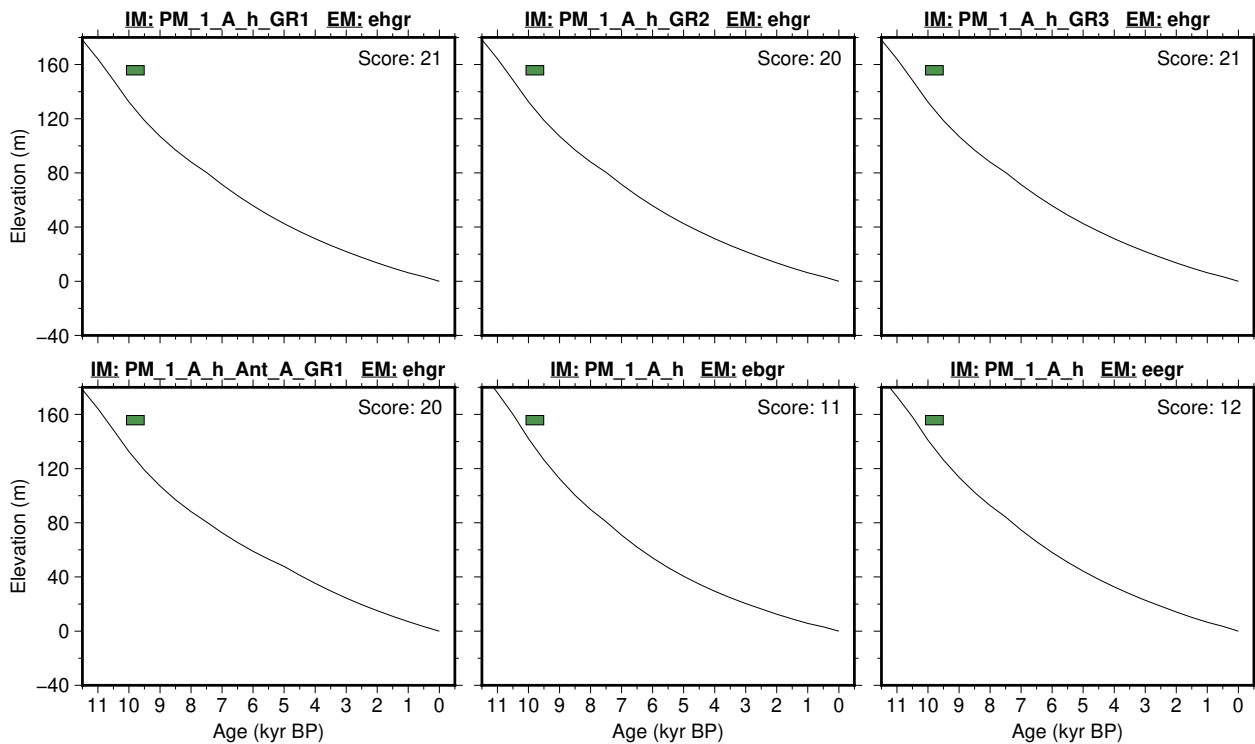 IM: PM_1_A_h_GR1 EM: ehgr
IM: PM_1_A_h_GR2 EM: ehgr
IM: PM_1_A_h_GR3 EM: ehgr
Score: 21
Score: 20
Score: 21
160
120
80
40
0
−40
Elevation (m)
IM: PM_1_A_h_Ant_A_GR1 EM: ehgr
IM: PM_1_A_h EM: ebgr
IM: PM_1_A_h EM: eegr
Score: 20
Score: 11
Score: 12
160
120
80
40
0
−40
Elevation (m)
11 10 9 8 7 6 5 4 3 2 1 0
11 10 9 8 7 6 5 4 3 2 1 0
11 10 9 8 7 6 5 4 3 2 1 0
Age (kyr BP)
Age (kyr BP)
Age (kyr BP)